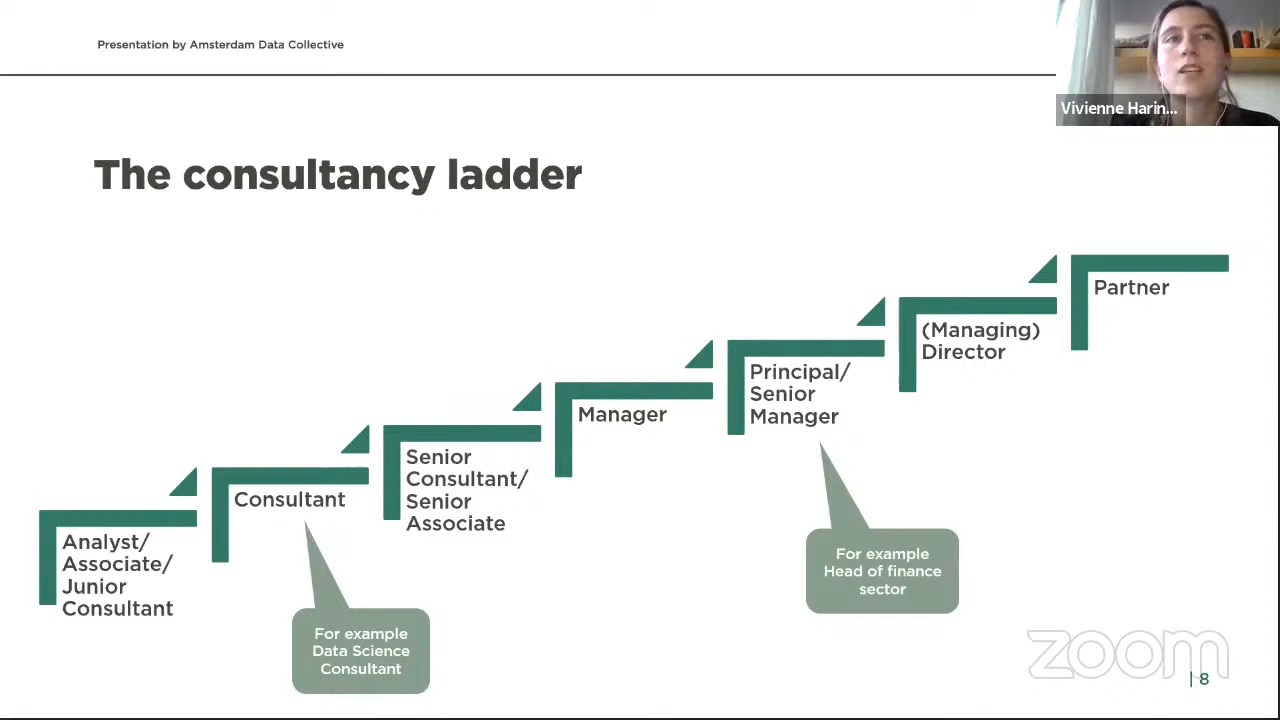 Presentation by Amsterdam Data Collective
Vivienne Harin...
The consultancy ladder
Analyst/
Associate/
Junior
Consultant
Consultant
Senior
Consultant/
Senior
Associate
Manager
Principal/
Senior
Manager
(Managing)
Director
Partner
For example
Data Science
Consultant
For example
Head of finance
sector
zoom
| 8